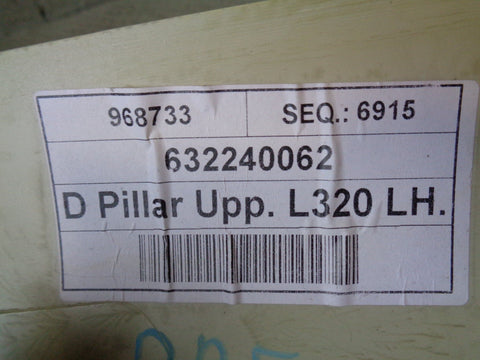 968733 SEQ.: 6915
632240062
D Pillar Upp. L320 LH.